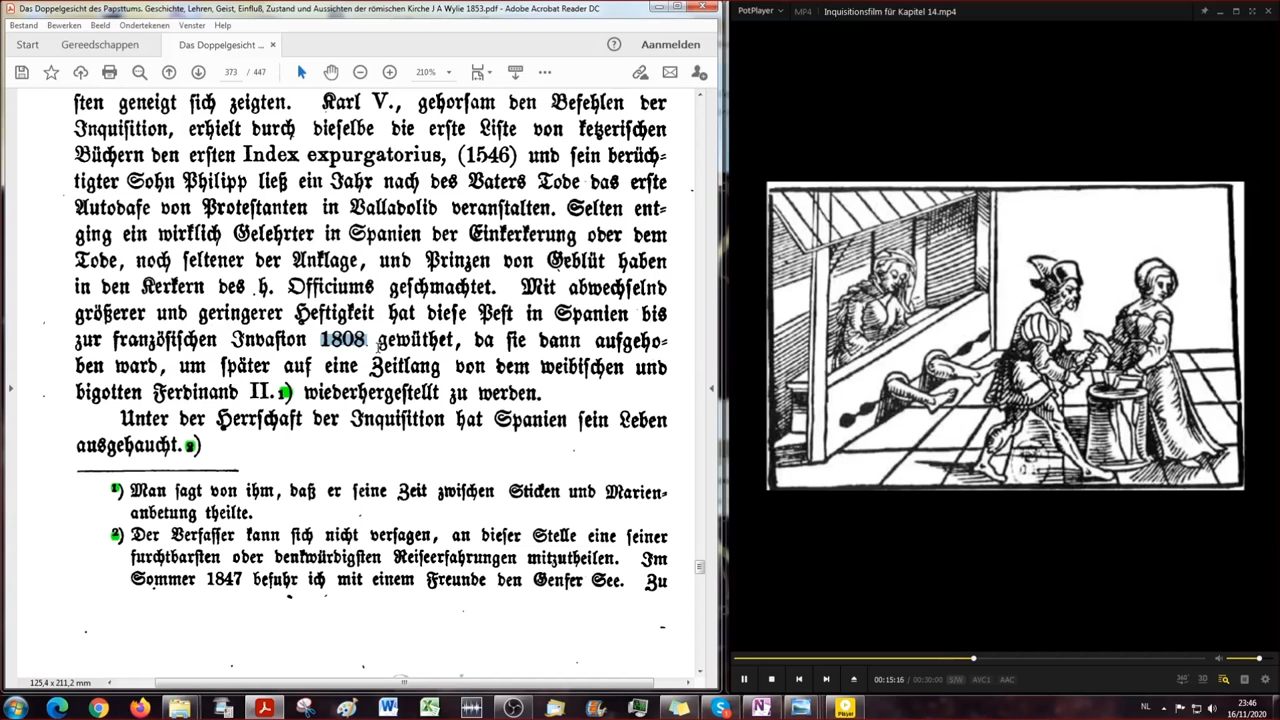 Das Doppelgesicht des Papsttums. Geschichte, Lehren, Geist, Einfluß, Zustand und Aussichten der römischen Kirche J A Wylie 1853.pdf - Adobe Acrobat Reader DC
Bestand Bewerken Beeld Ondertekenen Venster Help
Start Gereedschappen Das Doppelgesicht ... × Anmelden
373 / 447 210%
ſten geneigt ſich zeigten. Karl V., gehorſam den Befehlen der
Inquiſition, erhielt durch dieſelbe die erſte Liſte von ketzeriſchen
Büchern den erſten Index expurgatorius, (1546) und ſein berüch-
tigter Sohn Philipp ließ ein Jahr nach des Vaters Tode das erſte
Autodafe von Proteſtanten in Valladolid veranſtalten. Selten ent-
ging ein wirklich Gelehrter in Spanien der Einkerkerung oder dem
Tode, noch ſeltener der Anklage, und Prinzen von Geblüt haben
in den Kerkern des h. Officiums geſchmachtet. Mit abwechſelnd
größerer und geringerer Heftigkeit hat dieſe Peſt in Spanien bis
zur franzöſiſchen Invaſion 1808 gewüthet, da ſie dann aufgeho-
ben ward, um ſpäter auf eine Zeitlang von dem weibiſchen und
bigotten Ferdinand II. 1) wiederhergeſtellt zu werden.
Unter der Herrſchaft der Inquiſition hat Spanien ſein Leben
ausgehaucht. 2)
1) Man ſagt von ihm, daß er ſeine Zeit zwiſchen Sticken und Marien-
anbetung theilte.
2) Der Verfaſſer kann ſich nicht verſagen, an dieſer Stelle eine ſeiner
furchtbarſten oder denkwürdigſten Reiſeerfahrungen mitzutheilen. Im
Sommer 1847 befuhr ich mit einem Freunde den Genfer See. Zu
125,4 x 211,2 mm
PotPlayer MP4 Inquisitionsfilm für Kapitel 14.mp4
00:15:16 / 00:30:00 S/W AVC1 AAC
360° 3D
NL 23:46
16/11/2020